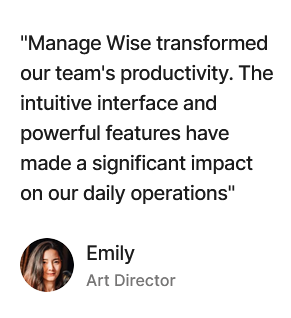 "Manage Wise transformed
our team's productivity. The
intuitive interface and
powerful features have
made a significant impact
on our daily operations"
Emily
Art Director